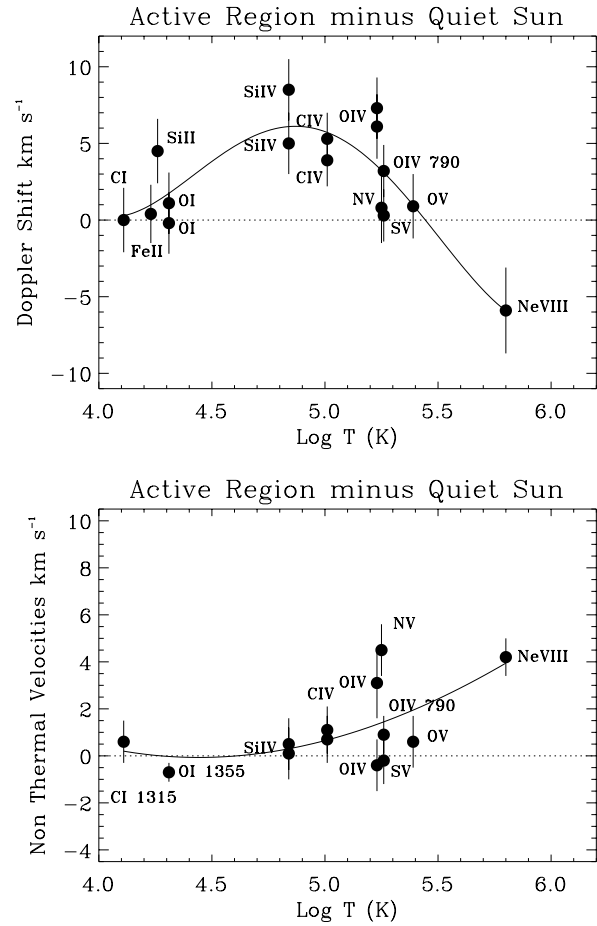 Active Region minus Quiet Sun
10
5
0
−5
−10
Doppler Shift km s⁻¹
SiIV
SiII
CIV
OIV
SiIV
CI
CIV
OIV 790
OI
NV
OV
OI
SV
FeII
NeVIII
4.0 4.5 5.0 5.5 6.0
Log T (K)
Active Region minus Quiet Sun
10
8
6
4
2
0
−2
−4
Non Thermal Velocities km s⁻¹
NV
OIV
NeVIII
CIV
OIV 790
SiIV
OV
OI 1355
OIV
SV
CI 1315
4.0 4.5 5.0 5.5 6.0
Log T (K)